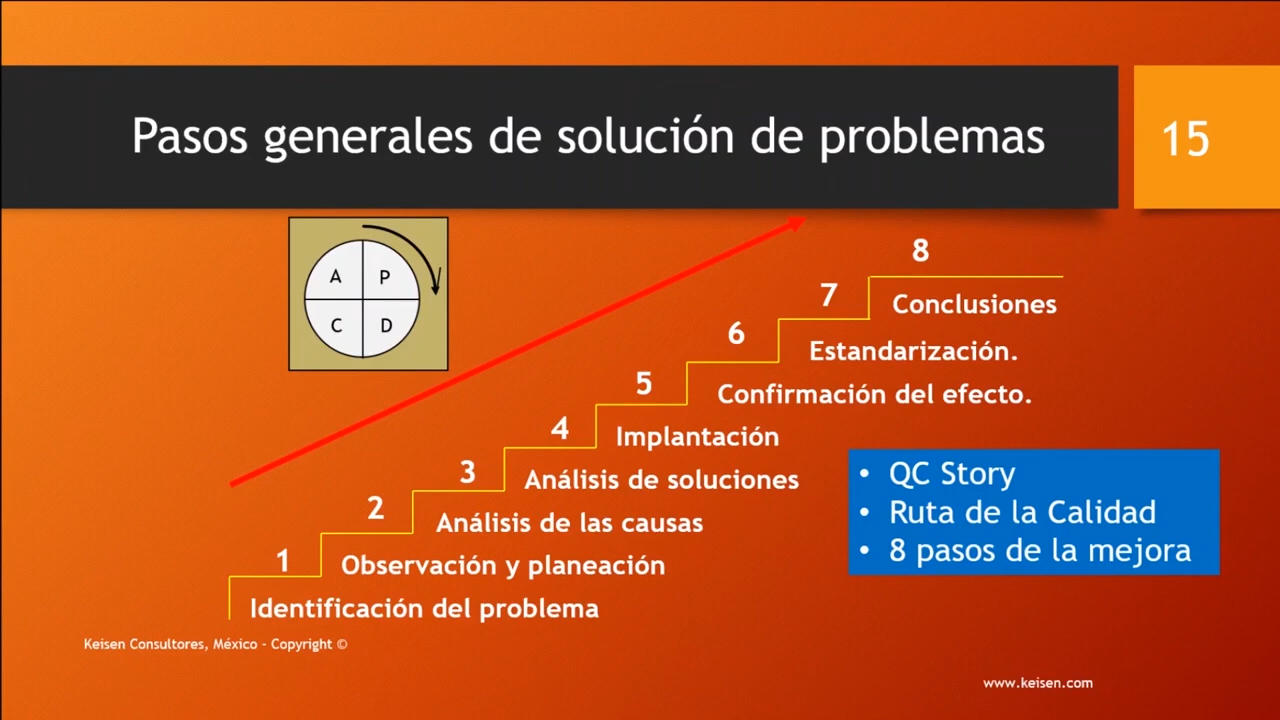 Pasos generales de solución de problemas
15
A P
C D
8
Conclusiones
7
Estandarización.
6
Confirmación del efecto.
5
Implantación
4
Análisis de soluciones
3
Análisis de las causas
2
Observación y planeación
1
Identificación del problema
• QC Story
• Ruta de la Calidad
• 8 pasos de la mejora
Keisen Consultores, México - Copyright ©
www.keisen.com